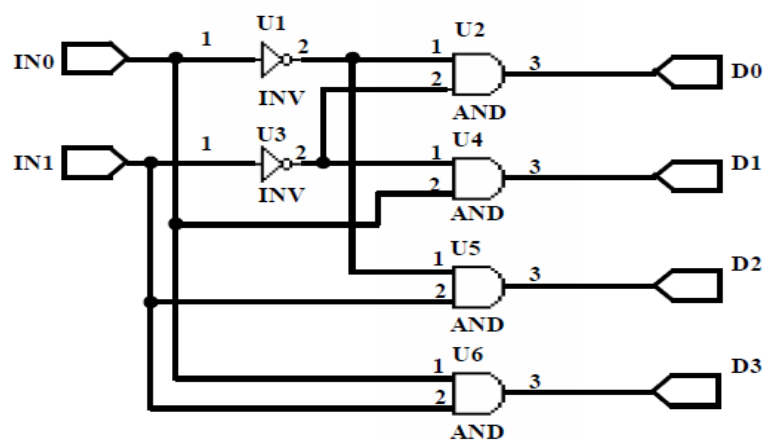 U1 U2
IN0 1 2 1 3 D0
2
INV AND
U3 U4
IN1 1 2 1 3 D1
2
INV AND
U5
1 D2
2 3
AND
U6
1 3 D3
2
AND